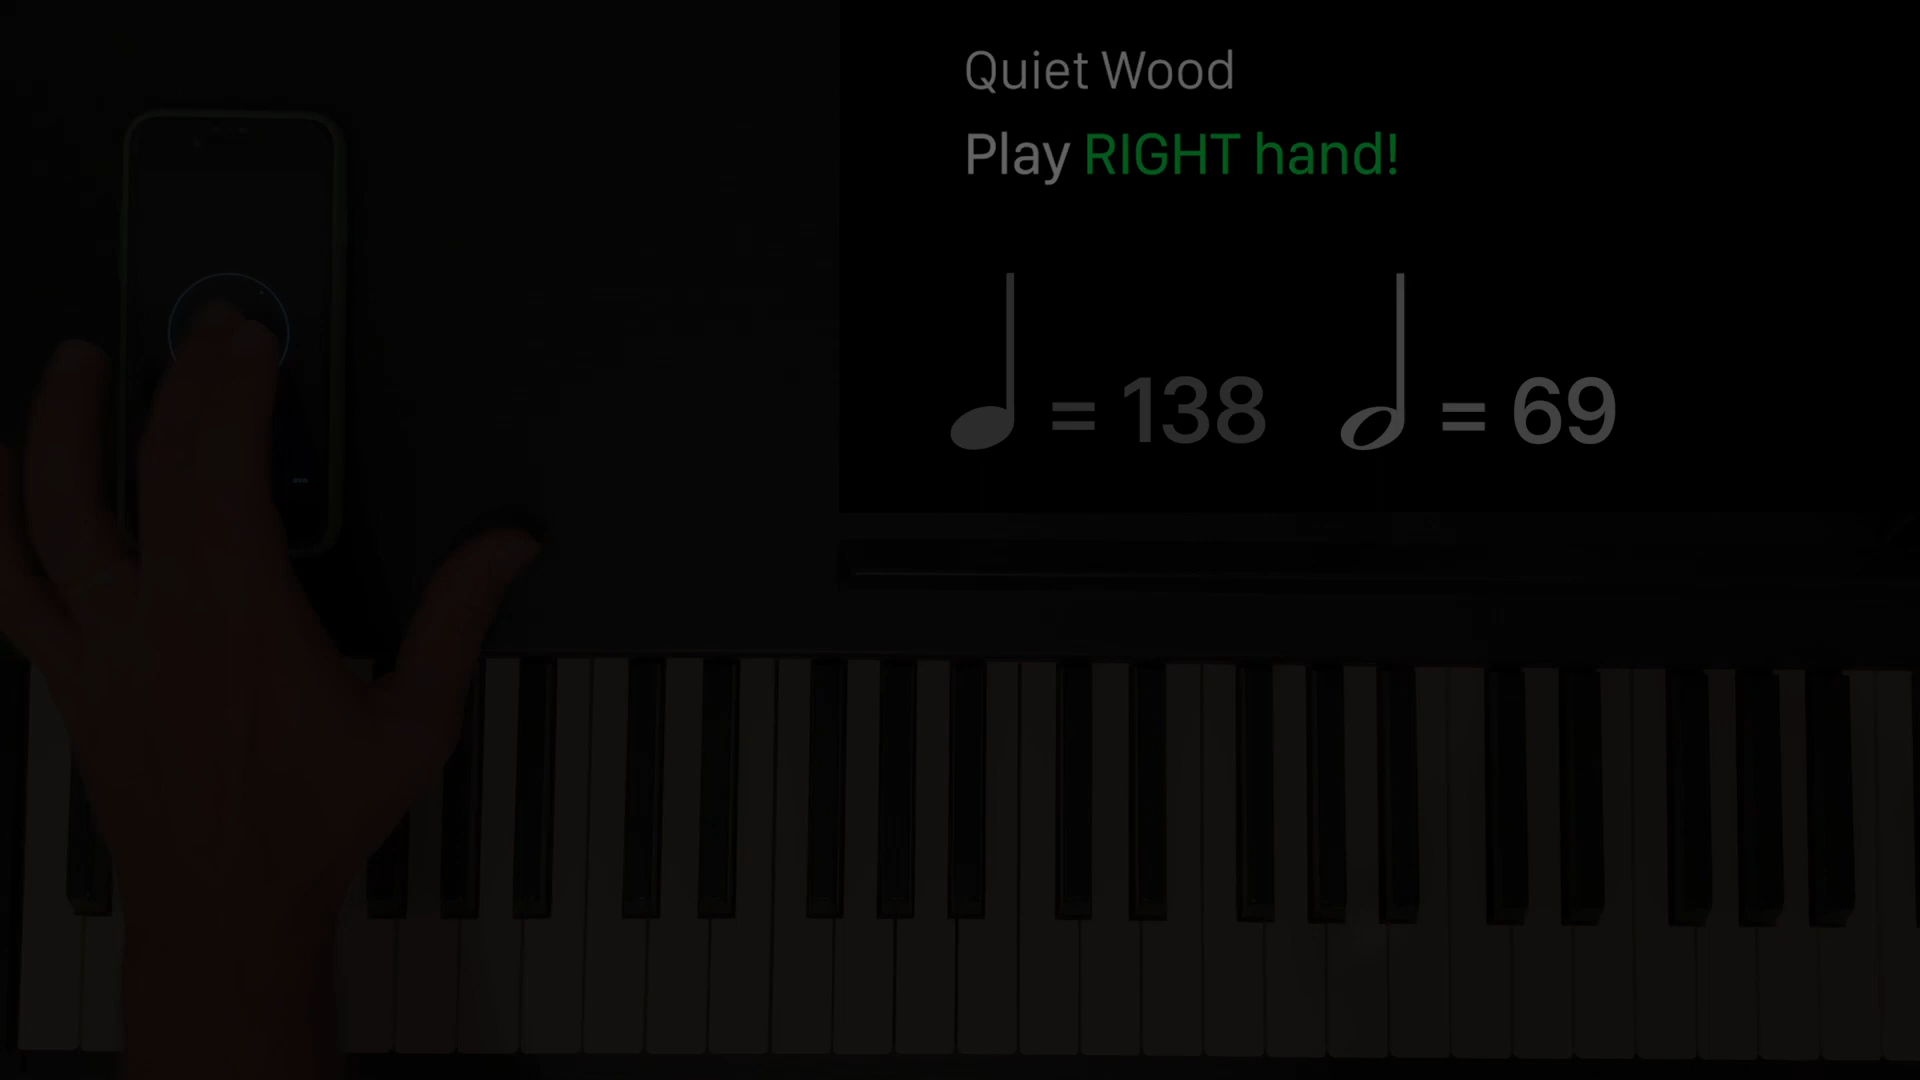 Quiet Wood
Play RIGHT hand!
♩ = 138 𝅗𝅥 = 69